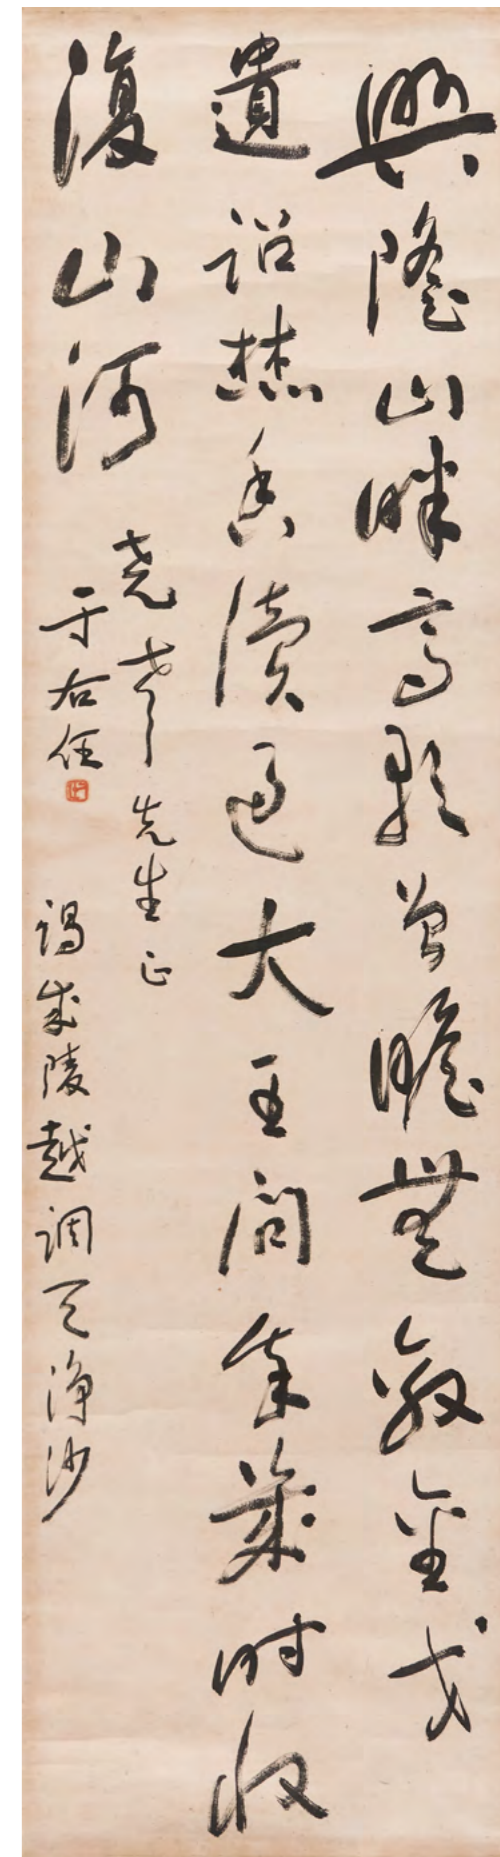 興隆山畔高歌曾瞻無敵金戈
遺詔焚香讀過大王問我幾時收
復山河
堯先生正
于右任
謁成陵越調天淨沙